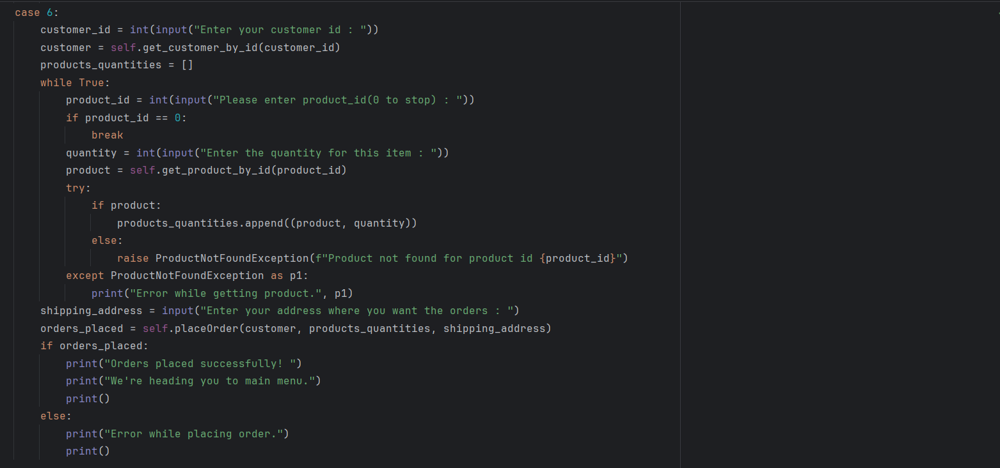 case 6:
    customer_id = int(input("Enter your customer id : "))
    customer = self.get_customer_by_id(customer_id)
    products_quantities = []
    while True:
        product_id = int(input("Please enter product_id(0 to stop) : "))
        if product_id == 0:
            break
        quantity = int(input("Enter the quantity for this item : "))
        product = self.get_product_by_id(product_id)
        try:
            if product:
                products_quantities.append((product, quantity))
            else:
                raise ProductNotFoundException(f"Product not found for product id {product_id}")
        except ProductNotFoundException as p1:
            print("Error while getting product.", p1)
    shipping_address = input("Enter your address where you want the orders : ")
    orders_placed = self.placeOrder(customer, products_quantities, shipping_address)
    if orders_placed:
        print("Orders placed successfully! ")
        print("We're heading you to main menu.")
        print()
    else:
        print("Error while placing order.")
        print()